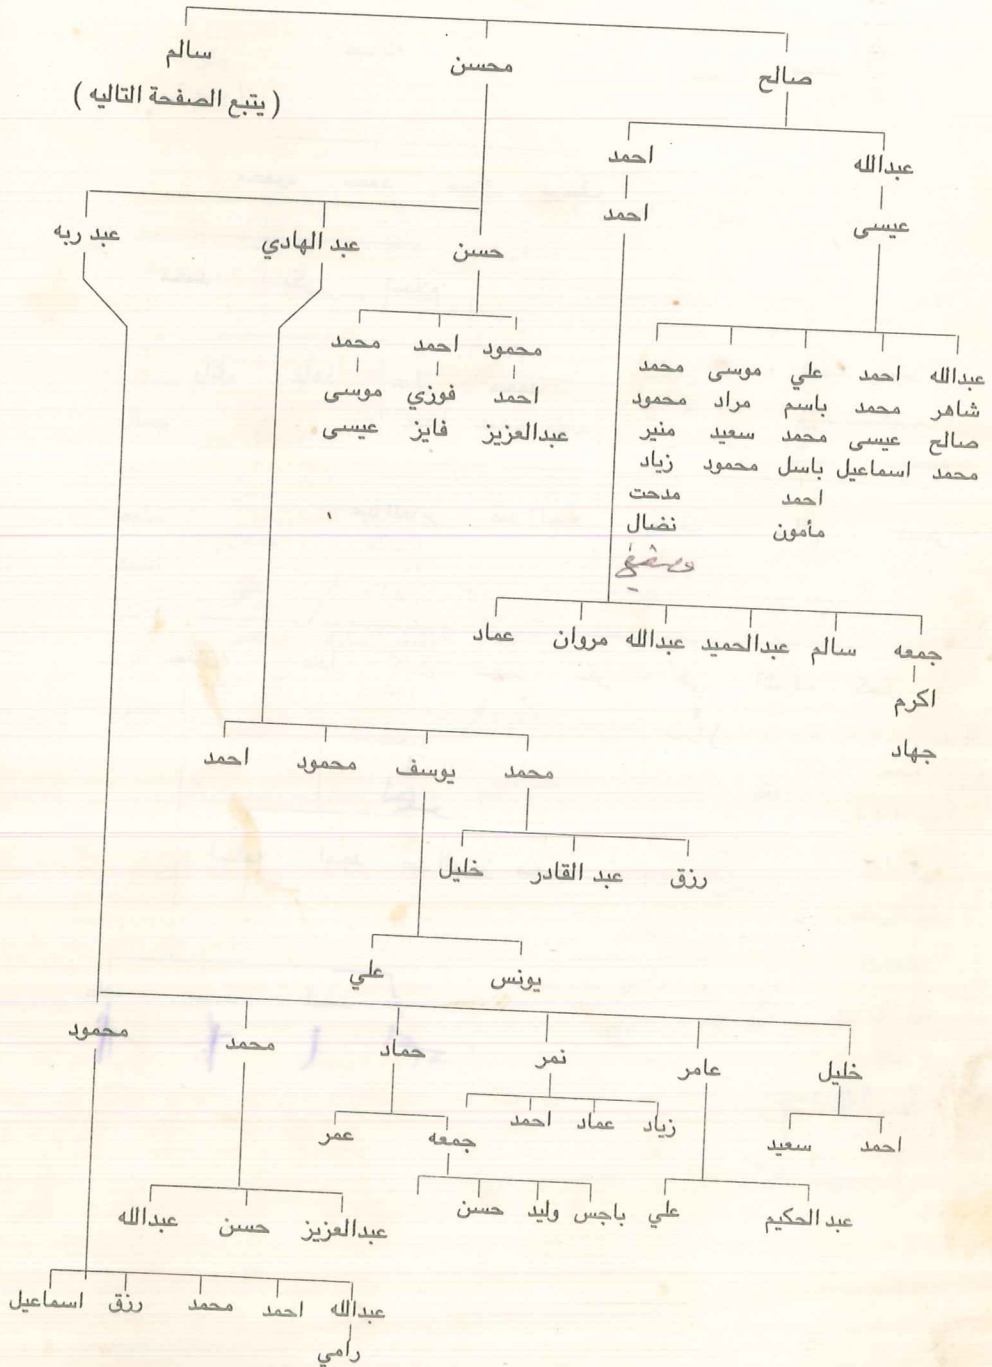 صالح محسن سالم
( يتبع الصفحة التاليه )
عبدالله احمد
عيسى احمد
حسن عبد الهادي عبد ربه
عبدالله احمد علي موسى محمد
شاهر محمد باسم مراد محمود
صالح عيسى محمد سعيد منير
محمد اسماعيل باسل محمود زياد
احمد مدحت
مأمون نضال
محمود احمد محمد
احمد فوزي موسى
عبدالعزيز فايز عيسى
جمعه سالم عبدالحميد عبدالله مروان عماد
اكرم
جهاد
محمد يوسف محمود احمد
رزق عبد القادر خليل
يونس علي
خليل عامر نمر حماد محمد محمود
احمد سعيد
زياد عماد احمد
جمعه عمر
عبد الحكيم علي
باجس وليد حسن
عبدالعزيز حسن عبدالله
عبدالله احمد محمد رزق اسماعيل
رامي